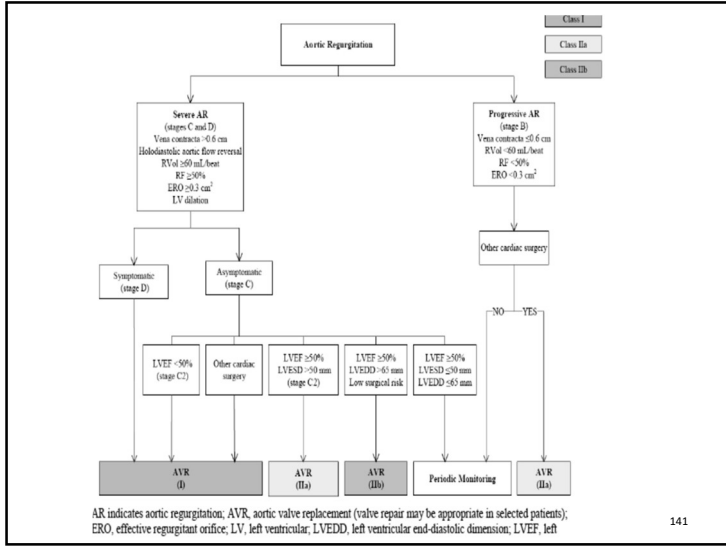 Class I
Aortic Regurgitation
Class IIa
Class IIb
Severe AR
(stages C and D)
Vena contracta >0.6 cm
Holodiastolic aortic flow reversal
RVol ≥60 mL/beat
RF ≥50%
ERO ≥0.3 cm²
LV dilation
Progressive AR
(stage B)
Vena contracta ≤0.6 cm
RVol <60 mL/beat
RF <50%
ERO <0.3 cm²
Other cardiac surgery
Symptomatic
(stage D)
Asymptomatic
(stage C)
NO YES
LVEF <50%
(stage C2)
Other cardiac
surgery
LVEF ≥50%
LVESD >50 mm
(stage C2)
LVEF ≥50%
LVEDD >65 mm
Low surgical risk
LVEF ≥50%
LVESD ≤50 mm
LVEDD ≤65 mm
AVR
(I)
AVR
(IIa)
AVR
(IIb)
Periodic Monitoring
AVR
(IIa)
AR indicates aortic regurgitation; AVR, aortic valve replacement (valve repair may be appropriate in selected patients);
ERO, effective regurgitant orifice; LV, left ventricular; LVEDD, left ventricular end-diastolic dimension; LVEF, left
141